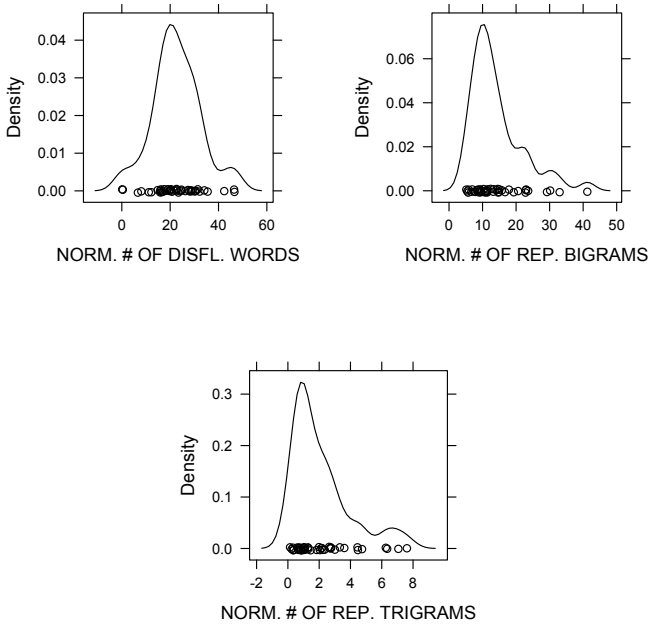 0.04
0.03
0.02
0.01
0.00
Density
0 20 40 60
NORM. # OF DISFL. WORDS
0.06
0.04
0.02
0.00
Density
0 10 20 30 40 50
NORM. # OF REP. BIGRAMS
0.3
0.2
0.1
0.0
Density
-2 0 2 4 6 8
NORM. # OF REP. TRIGRAMS